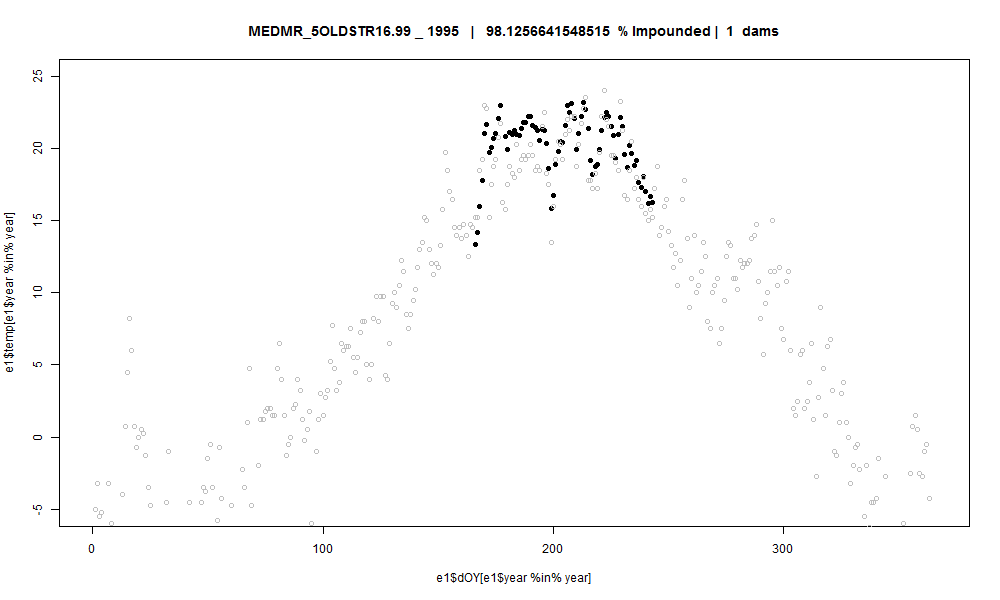 MEDMR_5OLDSTR16.99 _ 1995 | 98.1256641548515 % Impounded | 1 dams
25
20
15
10
5
0
-5
e1$temp[e1$year %in% year]
0 100 200 300
e1$dOY[e1$year %in% year]